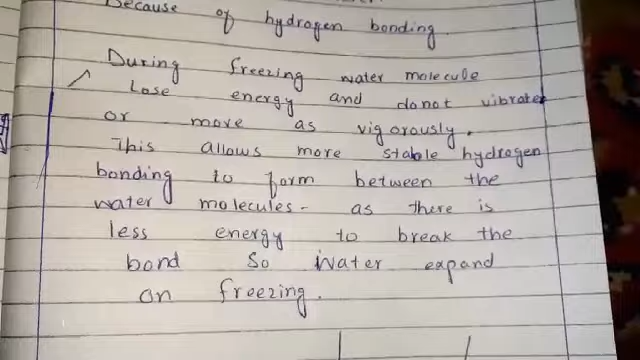 Because of hydrogen bonding.
During freezing water molecule
Lose energy and donot vibrate
or move as vigorously.
This allows more stable hydrogen
bonding to form between the
water molecules- as there is
less energy to break the
bond so water expand
on freezing.